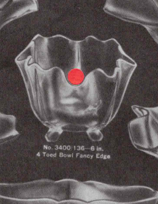 No. 3400-136--6 in.
4 Toed Bowl Fancy Edge